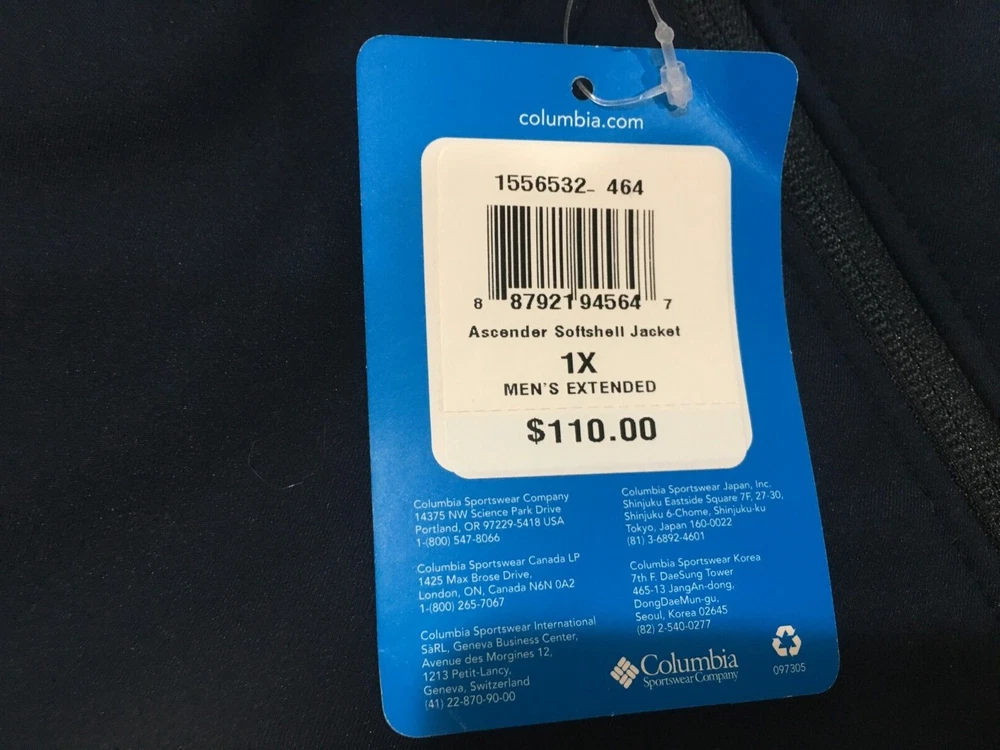 columbia.com
1556532- 464
8 87921 94564 7
Ascender Softshell Jacket
1X
MEN'S EXTENDED
$110.00
Columbia Sportswear Company
14375 NW Science Park Drive
Portland, OR 97229-5418 USA
1-(800) 547-8066
Columbia Sportswear Canada LP
1425 Max Brose Drive,
London, ON, Canada N6N 0A2
1-(800) 265-7067
Columbia Sportswear International
SàRL, Geneva Business Center,
Avenue des Morgines 12,
1213 Petit-Lancy,
Geneva, Switzerland
(41) 22-870-90-00
Columbia Sportswear Japan, Inc.
Shinjuku Eastside Square 7F, 27-30,
Shinjuku 6-Chome, Shinjuku-ku
Tokyo, Japan 160-0022
(81) 3-6892-4601
Columbia Sportswear Korea
7th F. DaeSung Tower
465-13 JangAn-dong,
DongDaeMun-gu,
Seoul, Korea 02645
(82) 2-540-0277
Columbia
Sportswear Company
097305